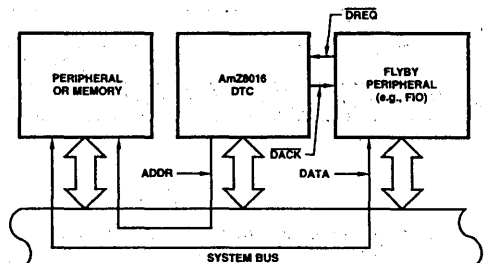 DREQ
PERIPHERAL
OR MEMORY
AmZ8016
DTC
FLYBY
PERIPHERAL
(e.g., FIO)
DACK
ADDR
DATA
SYSTEM BUS